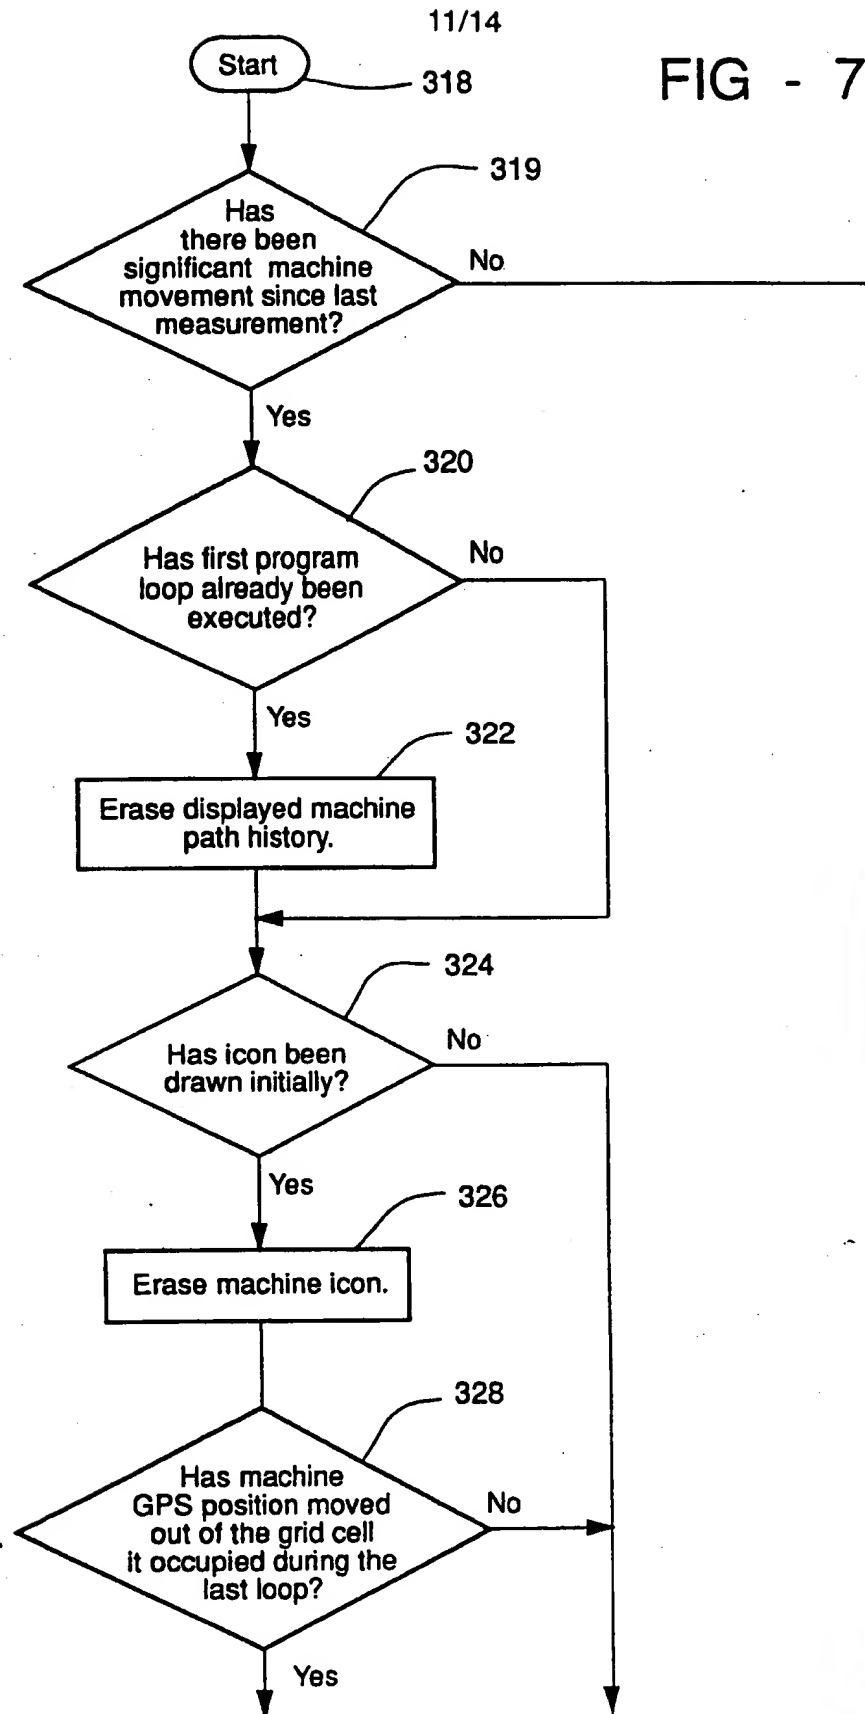 11/14
FIG - 7
Start
318
319
Has
there been
significant machine
movement since last
measurement?
No
Yes
320
Has first program
loop already been
executed?
No
Yes
322
Erase displayed machine
path history.
324
Has icon been
drawn initially?
No
Yes
326
Erase machine icon.
328
Has machine
GPS position moved
out of the grid cell
it occupied during the
last loop?
No
Yes